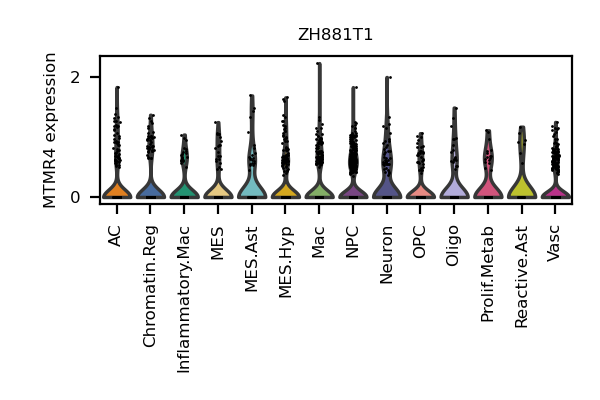 ZH881T1
MTMR4 expression
2
0
AC
Chromatin.Reg
Inflammatory.Mac
MES
MES.Ast
MES.Hyp
Mac
NPC
Neuron
OPC
Oligo
Prolif.Metab
Reactive.Ast
Vasc